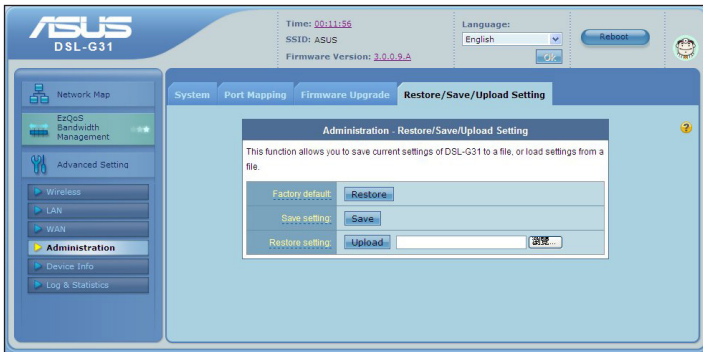 ASUS
DSL-G31
Time: 00:11:56
SSID: ASUS
Firmware Version: 3.0.0.9.A
Language:
English
OK
Reboot
Network Map
EzQoS
Bandwidth
Management
Advanced Setting
Wireless
LAN
WAN
Administration
Device Info
Log & Statistics
System
Port Mapping
Firmware Upgrade
Restore/Save/Upload Setting
Administration - Restore/Save/Upload Setting
This function allows you to save current settings of DSL-G31 to a file, or load settings from a
file.
Factory default:
Restore
Save setting:
Save
Restore setting:
Upload
瀏覽...
?